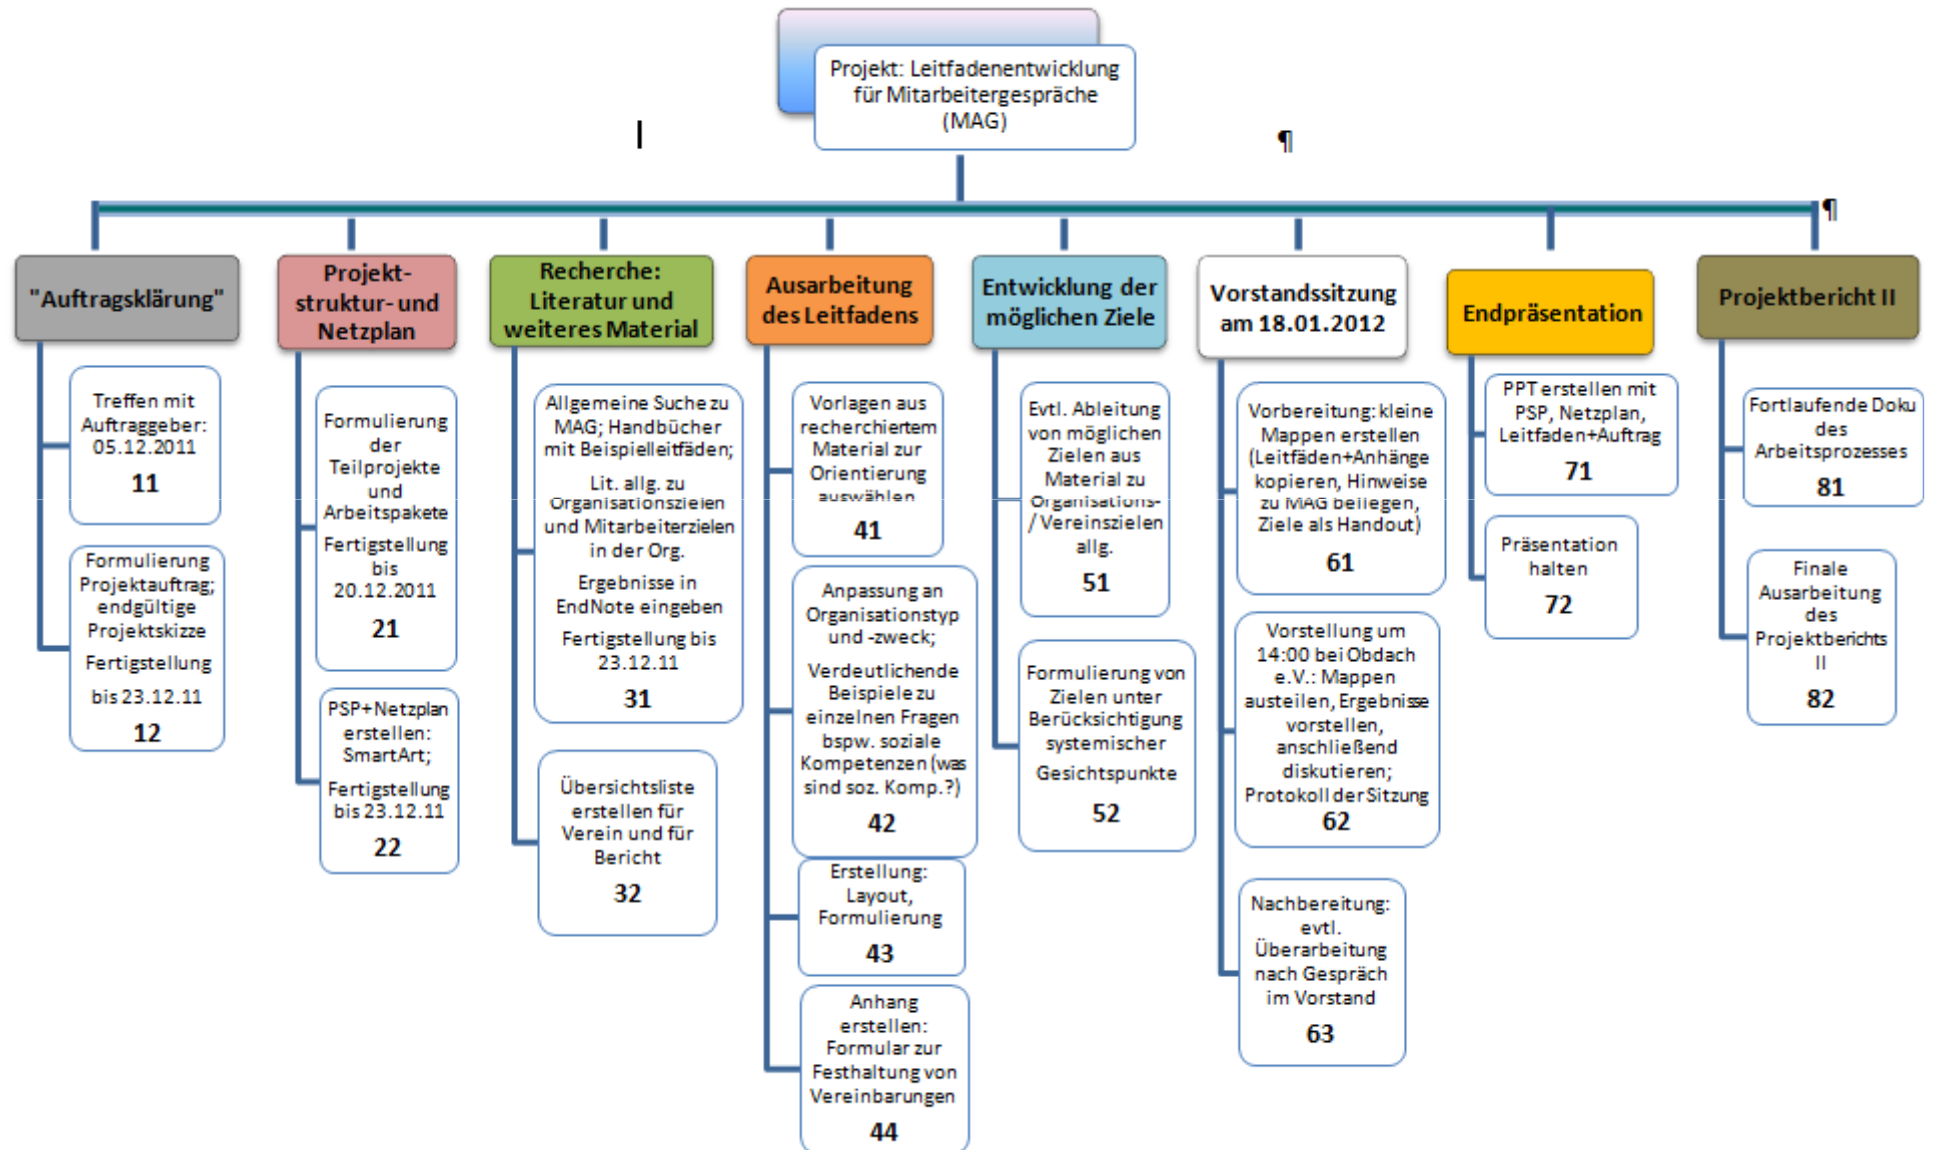 Projekt: Leitfadenentwicklung
für Mitarbeitergespräche
(MAG)
¶
¶
"Auftragsklärung"
Treffen mit
Auftraggeber:
05.12.2011
11
Formulierung
Projektauftrag;
endgültige
Projektskizze
Fertigstellung
bis 23.12.11
12
Projekt-
struktur- und
Netzplan
Formulierung
der
Teilprojekte
und
Arbeitspakete
Fertigstellung
bis
20.12.2011
21
PSP+Netzplan
erstellen:
SmartArt;
Fertigstellung
bis 23.12.11
22
Recherche:
Literatur und
weiteres Material
Allgemeine Suche zu
MAG; Handbücher
mit Beispielleitfäden;
Lit. allg. zu
Organisationszielen
und Mitarbeiterzielen
in der Org.
Ergebnisse in
EndNote eingeben
Fertigstellung bis
23.12.11
31
Übersichtsliste
erstellen für
Verein und für
Bericht
32
Ausarbeitung
des Leitfadens
Vorlagen aus
recherchiertem
Material zur
Orientierung
auswählen
41
Anpassung an
Organisationstyp
und -zweck;
Verdeutlichende
Beispiele zu
einzelnen Fragen
bspw. soziale
Kompetenzen (was
sind soz. Komp.?)
42
Erstellung:
Layout,
Formulierung
43
Anhang
erstellen:
Formular zur
Festhaltung von
Vereinbarungen
44
Entwicklung der
möglichen Ziele
Evtl. Ableitung
von möglichen
Zielen aus
Material zu
Organisations-
/ Vereinszielen
allg.
51
Formulierung von
Zielen unter
Berücksichtigung
systemischer
Gesichtspunkte
52
Vorstandssitzung
am 18.01.2012
Vorbereitung: kleine
Mappen erstellen
(Leitfäden+Anhänge
kopieren, Hinweise
zu MAG beilegen,
Ziele als Handout)
61
Vorstellung um
14:00 bei Obdach
e.V.: Mappen
austeilen, Ergebnisse
vorstellen,
anschließend
diskutieren;
Protokoll der Sitzung
62
Nachbereitung:
evtl.
Überarbeitung
nach Gespräch
im Vorstand
63
Endpräsentation
PPT erstellen mit
PSP, Netzplan,
Leitfaden+Auftrag
71
Präsentation
halten
72
Projektbericht II
Fortlaufende Doku
des
Arbeitsprozesses
81
Finale
Ausarbeitung
des
Projektberichts
II
82